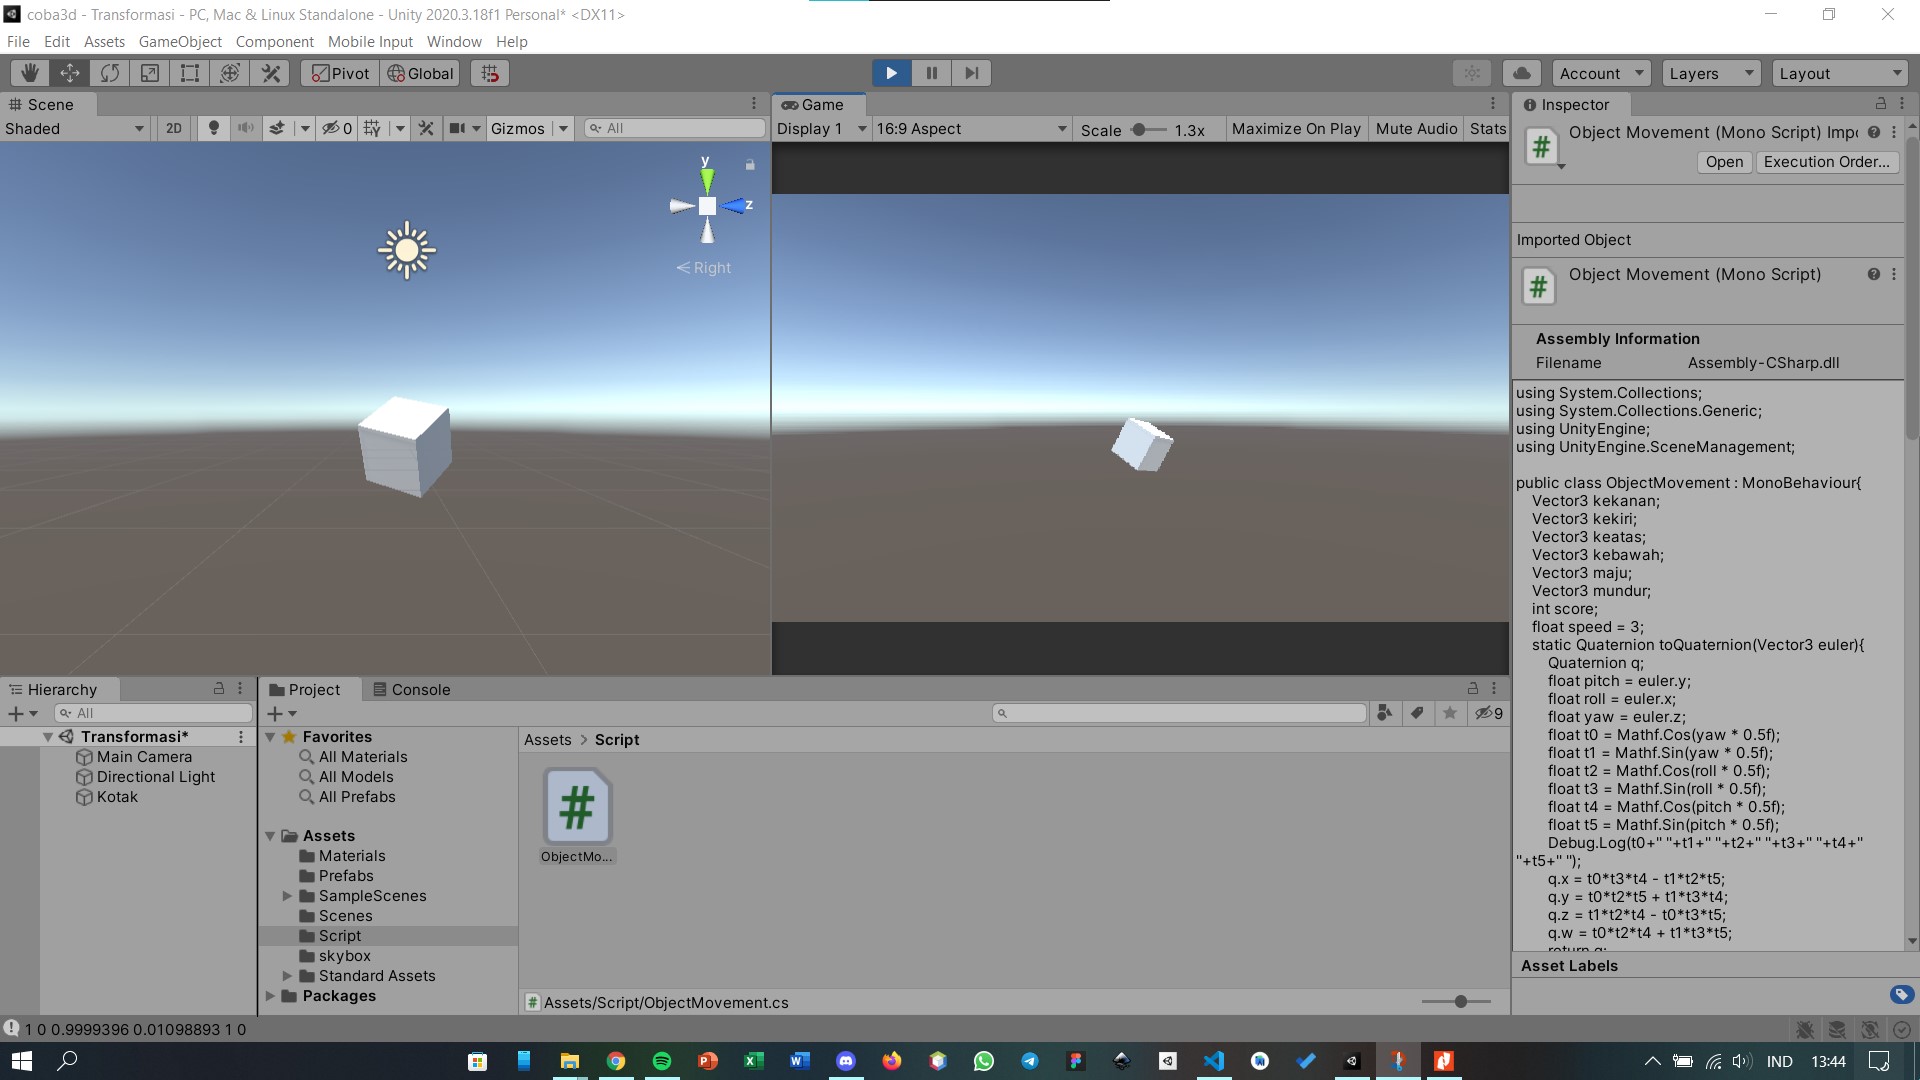 coba3d - Transformasi - PC, Mac & Linux Standalone - Unity 2020.3.18f1 Personal* <DX11>
File Edit Assets GameObject Component Mobile Input Window Help
Pivot Global Account Layers Layout
Scene
Shaded 2D 0 Gizmos All
y
z
Right
Game
Display 1 16:9 Aspect Scale 1.3x Maximize On Play Mute Audio Stats
Inspector
Object Movement (Mono Script) Impo
Open Execution Order...
Imported Object
Object Movement (Mono Script)
Assembly Information
Filename Assembly-CSharp.dll
using System.Collections;
using System.Collections.Generic;
using UnityEngine;
using UnityEngine.SceneManagement;
public class ObjectMovement : MonoBehaviour{
Vector3 kekanan;
Vector3 kekiri;
Vector3 keatas;
Vector3 kebawah;
Vector3 maju;
Vector3 mundur;
int score;
float speed = 3;
static Quaternion toQuaternion(Vector3 euler){
Quaternion q;
float pitch = euler.y;
float roll = euler.x;
float yaw = euler.z;
float t0 = Mathf.Cos(yaw * 0.5f);
float t1 = Mathf.Sin(yaw * 0.5f);
float t2 = Mathf.Cos(roll * 0.5f);
float t3 = Mathf.Sin(roll * 0.5f);
float t4 = Mathf.Cos(pitch * 0.5f);
float t5 = Mathf.Sin(pitch * 0.5f);
Debug.Log(t0+" "+t1+" "+t2+" "+t3+" "+t4+"
"+t5+" ");
q.x = t0*t3*t4 - t1*t2*t5;
q.y = t0*t2*t5 + t1*t3*t4;
q.z = t1*t2*t4 - t0*t3*t5;
q.w = t0*t2*t4 + t1*t3*t5;
return q;
Asset Labels
Hierarchy
All
Transformasi*
Main Camera
Directional Light
Kotak
Project Console
9
Favorites
All Materials
All Models
All Prefabs
Assets
Materials
Prefabs
SampleScenes
Scenes
Script
skybox
Standard Assets
Packages
Assets > Script
#
ObjectMo...
Assets/Script/ObjectMovement.cs
1 0 0.9999396 0.01098893 1 0
IND 13:44